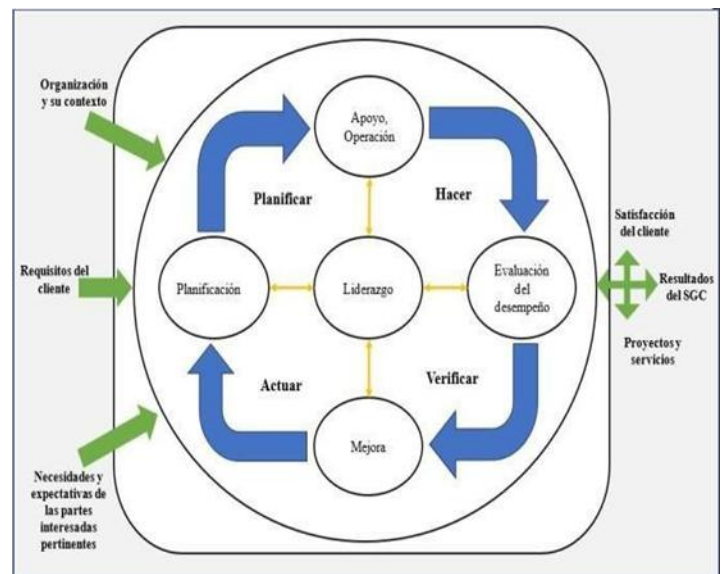 Organización
y su contexto
Apoyo,
Operación
Planificar
Hacer
Satisfacción
del cliente
Requisitos del
cliente
Planificación
Liderazgo
Evaluación
del
desempeño
Resultados
del SGC
Proyectos y
servicios
Actuar
Verificar
Mejora
Necesidades y
expectativas de
las partes
interesadas
pertinentes